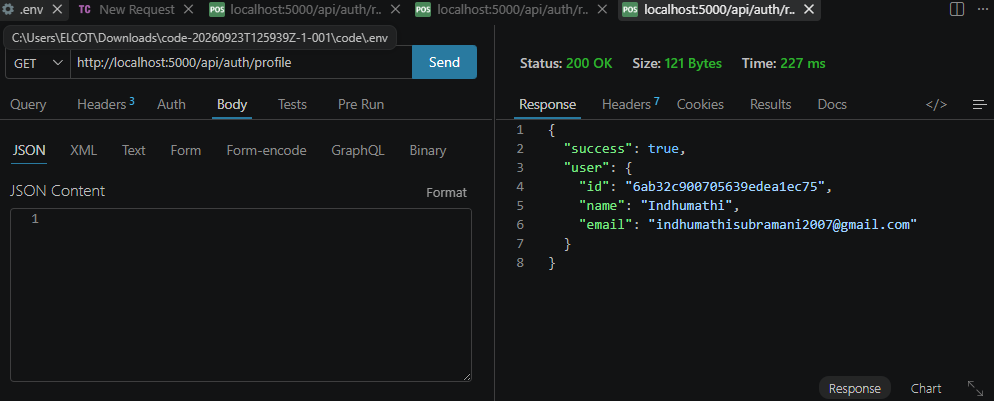 .env
TC New Request
POS localhost:5000/api/auth/r..
POS localhost:5000/api/auth/r..
POS localhost:5000/api/auth/r..
C:\Users\ELCOT\Downloads\code-20260923T125939Z-1-001\code\.env
GET http://localhost:5000/api/auth/profile Send
Query Headers 3 Auth Body Tests Pre Run
JSON XML Text Form Form-encode GraphQL Binary
JSON Content Format
1
Status: 200 OK Size: 121 Bytes Time: 227 ms
Response Headers 7 Cookies Results Docs </>
1 {
2 "success": true,
3 "user": {
4 "id": "6ab32c900705639edea1ec75",
5 "name": "Indhumathi",
6 "email": "indhumathisubramani2007@gmail.com"
7 }
8 }
Response Chart